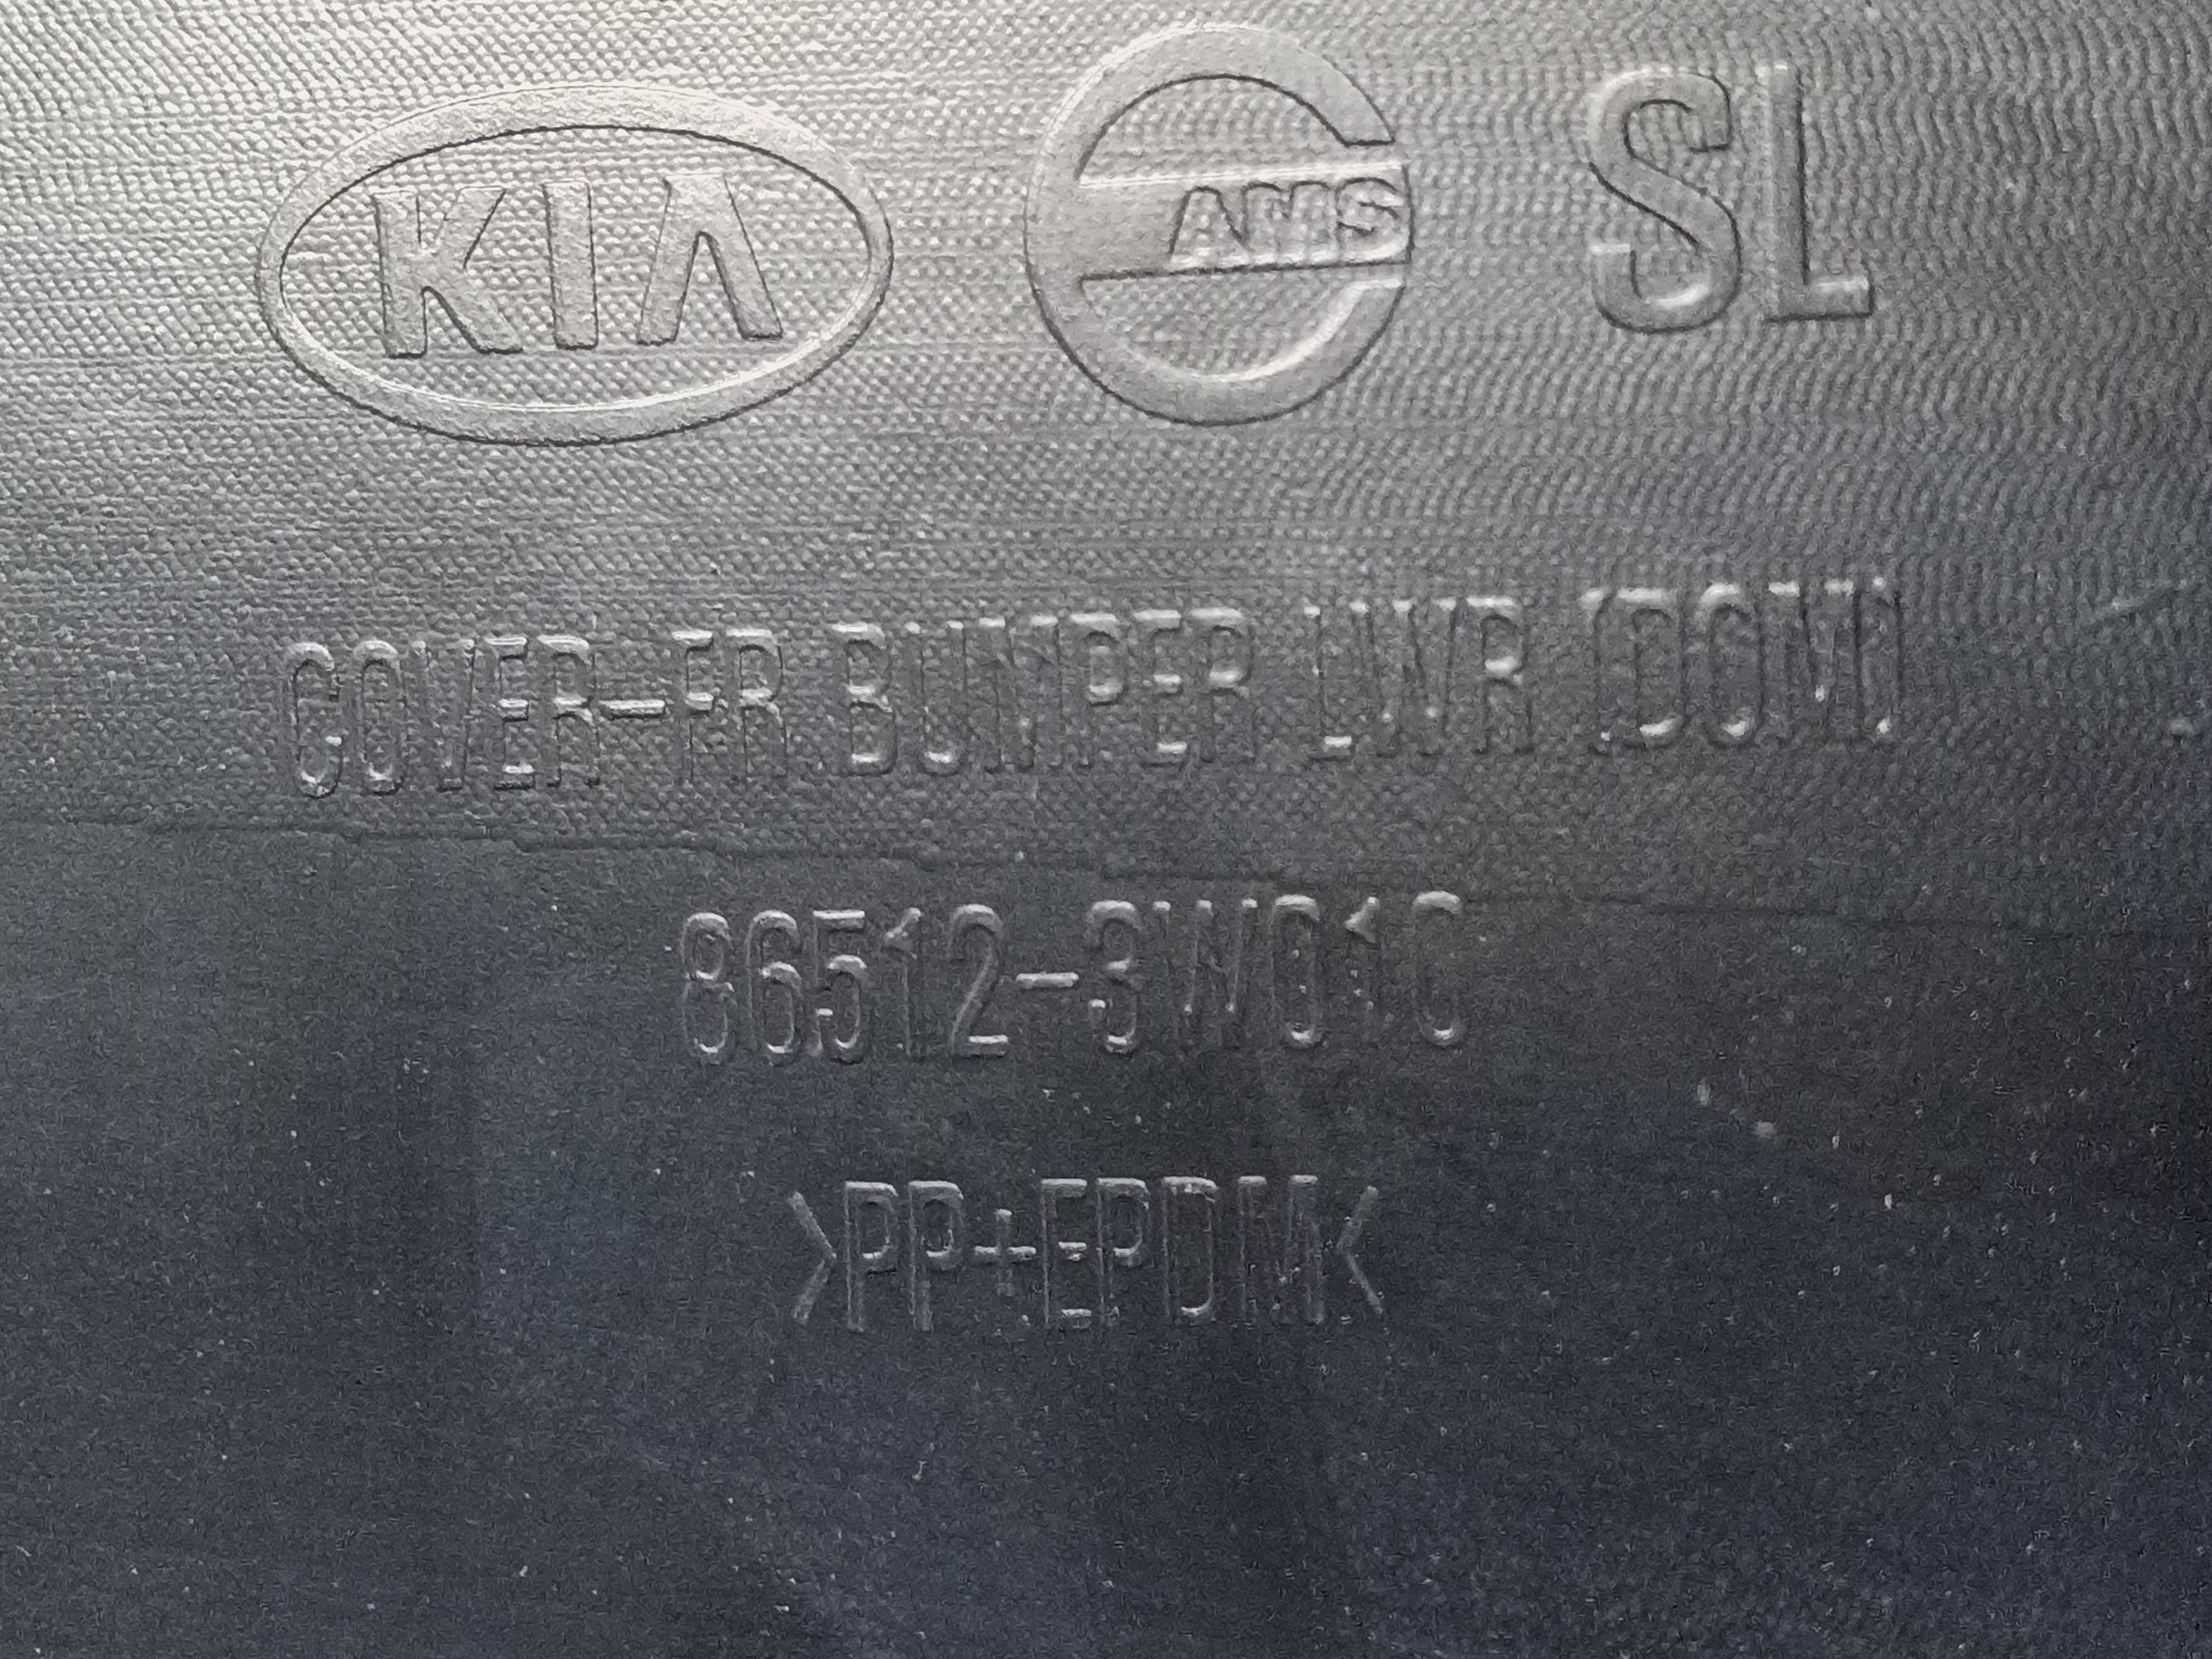 KIA AMS SL
COVER-FR BUMPER LWR (DOM)
86512-3W01C
>PP+EPDM<